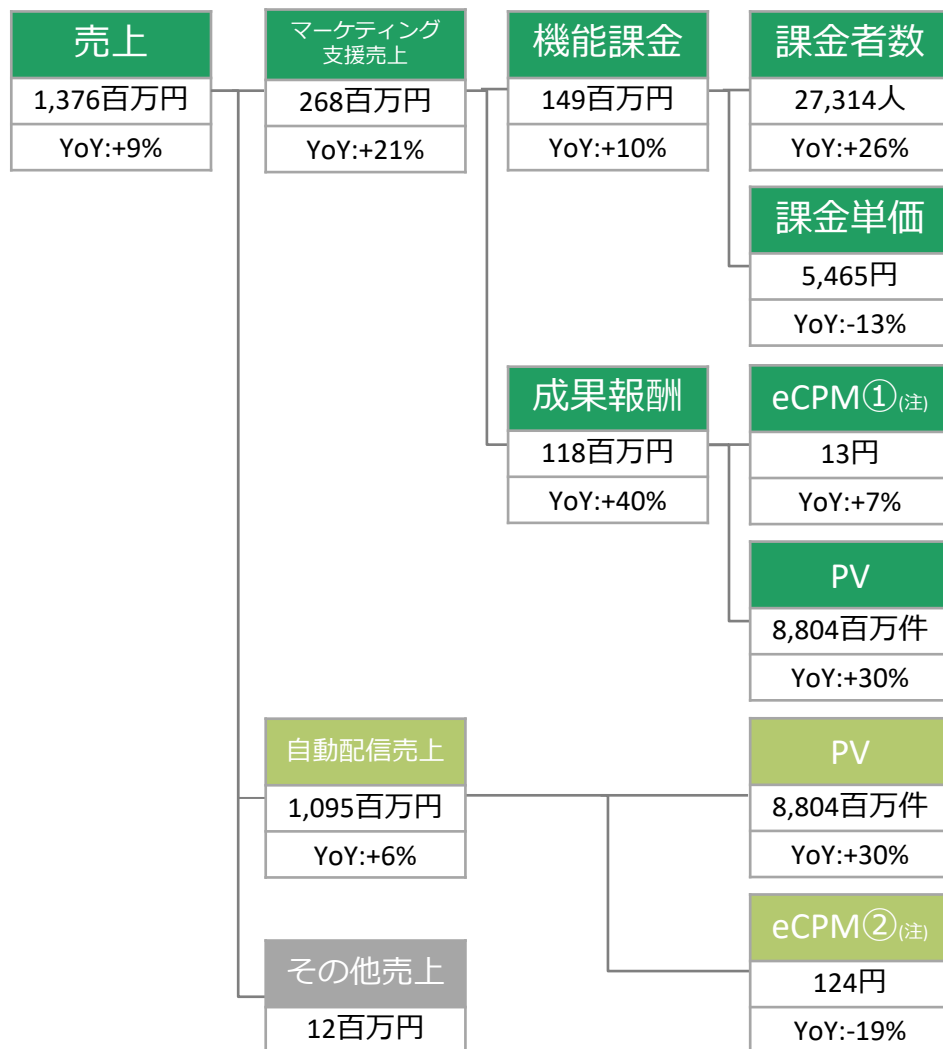 売上
1,376百万円
YoY:+9%
マーケティング
支援売上
268百万円
YoY:+21%
機能課金
149百万円
YoY:+10%
課金者数
27,314人
YoY:+26%
課金単価
5,465円
YoY:-13%
成果報酬
118百万円
YoY:+40%
eCPM①(注)
13円
YoY:+7%
PV
8,804百万件
YoY:+30%
自動配信売上
1,095百万円
YoY:+6%
PV
8,804百万件
YoY:+30%
eCPM②(注)
124円
YoY:-19%
その他売上
12百万円